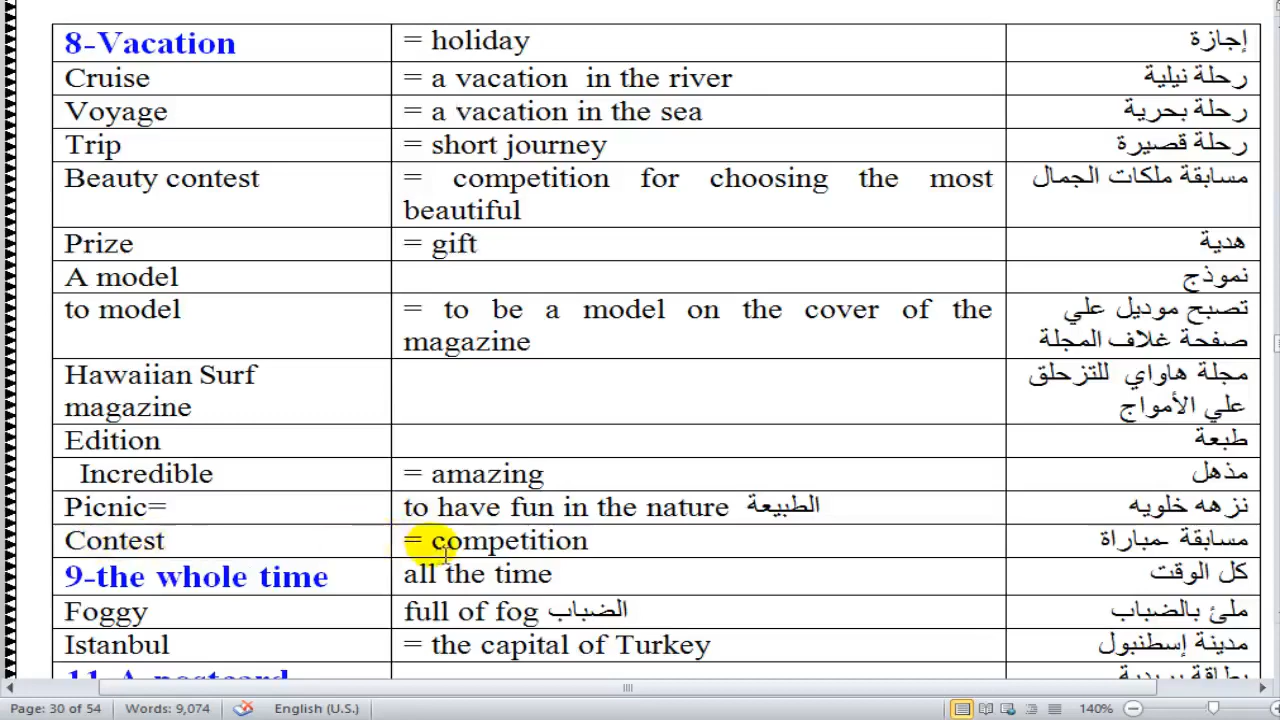 8-Vacation = holiday إجازة
Cruise = a vacation in the river رحلة نيلية
Voyage = a vacation in the sea رحلة بحرية
Trip = short journey رحلة قصيرة
Beauty contest = competition for choosing the most مسابقة ملكات الجمال
beautiful
Prize = gift هدية
A model نموذج
to model = to be a model on the cover of the تصبح موديل علي
magazine صفحة غلاف المجلة
Hawaiian Surf مجلة هاواي للتزحلق
magazine علي الأمواج
Edition طبعة
Incredible = amazing مذهل
Picnic= to have fun in the nature الطبيعة نزهه خلويه
Contest = competition مسابقة -مباراة
9-the whole time all the time كل الوقت
Foggy full of fog الضباب ملئ بالضباب
Istanbul = the capital of Turkey مدينة إسطنبول
11-A postcard بطاقة بريدية
Page: 30 of 54 Words: 9,074 English (U.S.) 140%